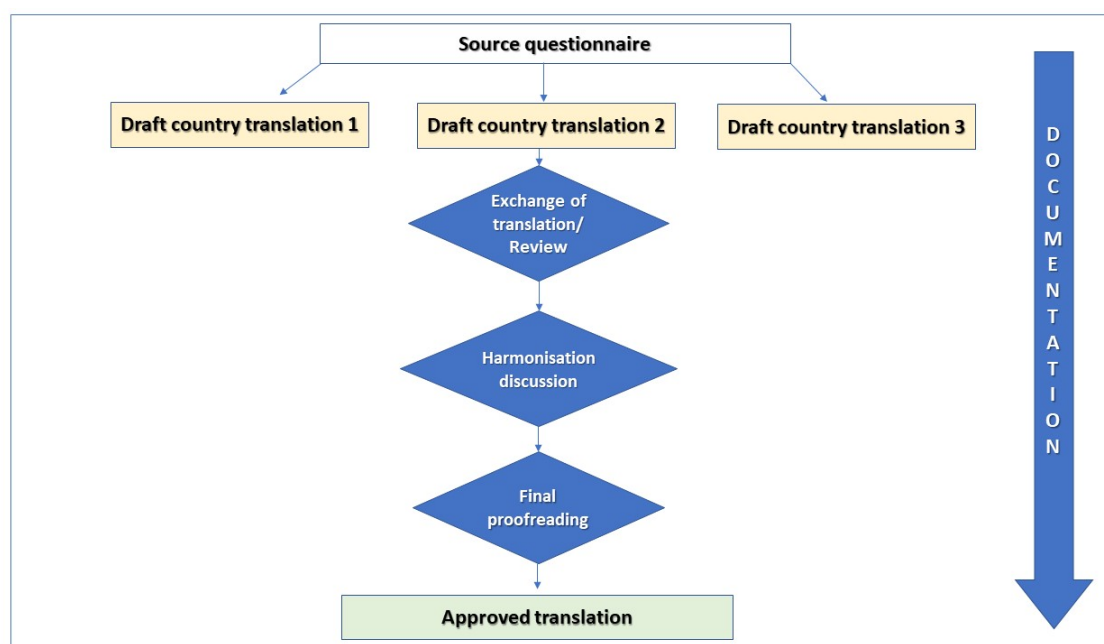 Source questionnaire
Draft country translation 1
Draft country translation 2
Draft country translation 3
Exchange of
translation/
Review
Harmonisation
discussion
Final
proofreading
Approved translation
DOCUMENTATION